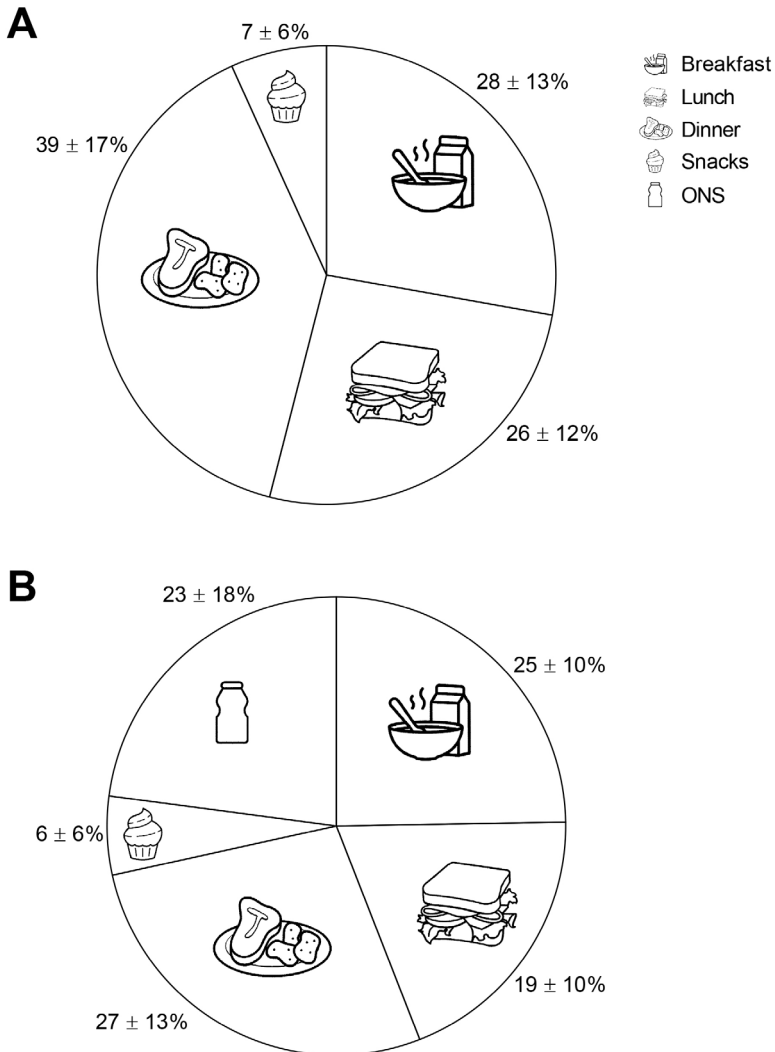 A
7 ± 6%
28 ± 13%
39 ± 17%
26 ± 12%
Breakfast
Lunch
Dinner
Snacks
ONS
B
23 ± 18%
25 ± 10%
6 ± 6%
19 ± 10%
27 ± 13%